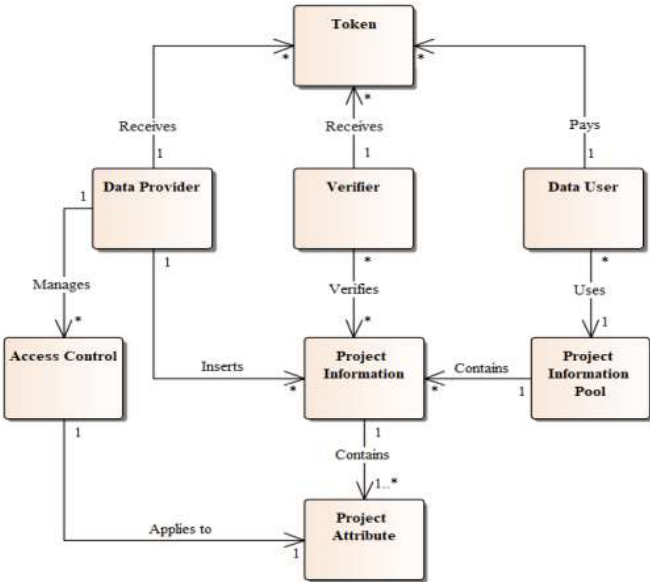 Token
* * *
Receives Receives Pays
1 1 1
Data Provider Verifier Data User
1
1 * *
Manages Verifies Uses
* * 1
Access Control Project Project
Information Information
Pool
Inserts Contains
* * 1
1 1
Contains
1..*
Project
Attribute
Applies to
1